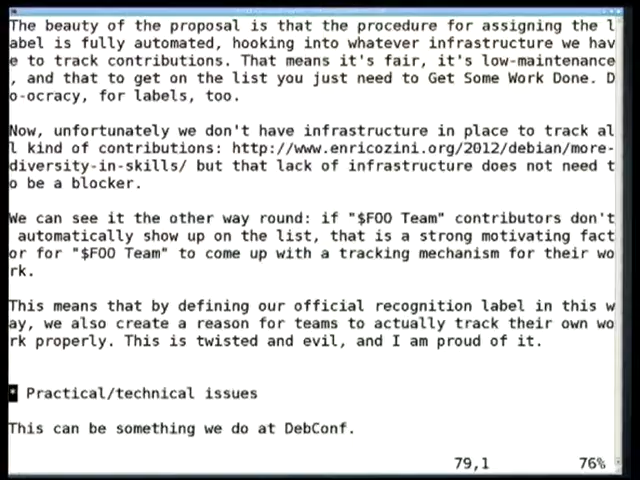 The beauty of the proposal is that the procedure for assigning the l
abel is fully automated, hooking into whatever infrastructure we hav
e to track contributions. That means it's fair, it's low-maintenance
, and that to get on the list you just need to Get Some Work Done. D
o-ocracy, for labels, too.
Now, unfortunately we don't have infrastructure in place to track al
l kind of contributions: http://www.enricozini.org/2012/debian/more-
diversity-in-skills/ but that lack of infrastructure does not need t
o be a blocker.
We can see it the other way round: if "$FOO Team" contributors don't
 automatically show up on the list, that is a strong motivating fact
or for "$FOO Team" to come up with a tracking mechanism for their wo
rk.
This means that by defining our official recognition label in this w
ay, we also create a reason for teams to actually track their own wo
rk properly. This is twisted and evil, and I am proud of it.
* Practical/technical issues
This can be something we do at DebConf.
79,1 76%